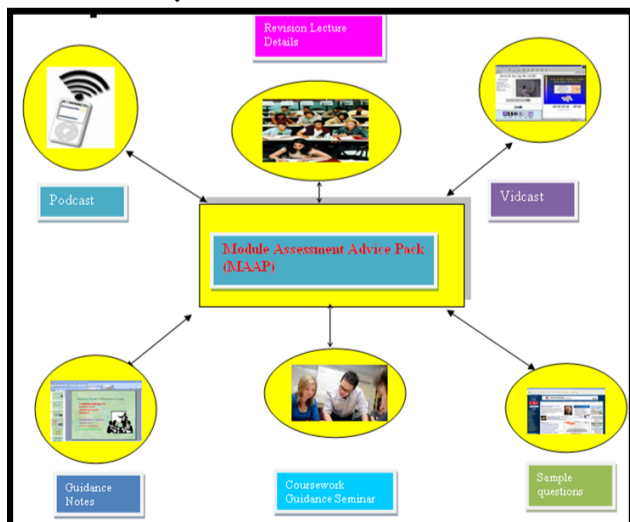 Revision Lecture
Details
Podcast
Vidcast
Module Assessment Advice Pack
(MAAP)
Guidance
Notes
Coursework
Guidance Seminar
Sample
questions